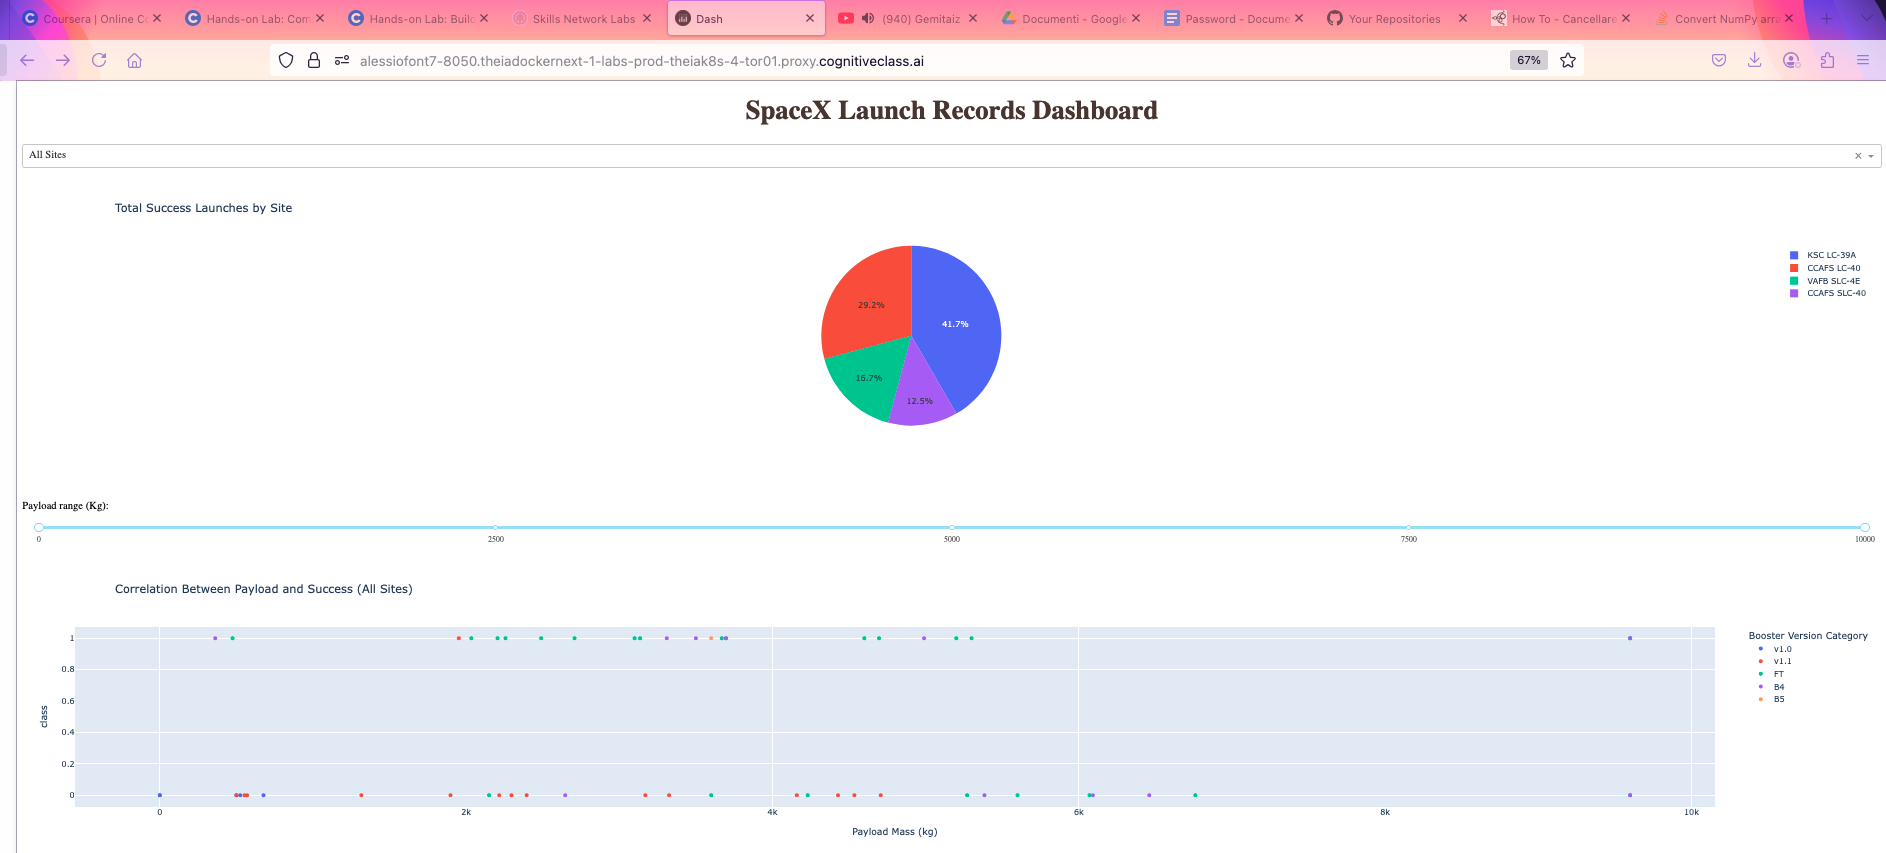 Coursera | Online Co
Hands-on Lab: Com
Hands-on Lab: Build
Skills Network Labs
Dash
(940) Gemitaiz
Documenti - Google
Password - Docume
Your Repositories
How To - Cancellare
Convert NumPy arra
alessiofont7-8050.theiadockernext-1-labs-prod-theiak8s-4-tor01.proxy.cognitiveclass.ai
67%
SpaceX Launch Records Dashboard
All Sites
Total Success Launches by Site
KSC LC-39A
CCAFS LC-40
VAFB SLC-4E
CCAFS SLC-40
29.2%
41.7%
16.7%
12.5%
Payload range (Kg):
0 2500 5000 7500 10000
Correlation Between Payload and Success (All Sites)
1
0.8
0.6
0.4
0.2
0
class
0 2k 4k 6k 8k 10k
Payload Mass (kg)
Booster Version Category
v1.0
v1.1
FT
B4
B5